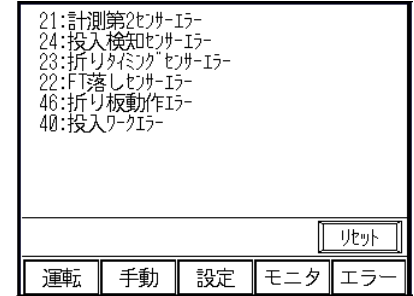 21:計測第2ｾﾝｻｰｴﾗｰ
24:投入検知ｾﾝｻｰｴﾗｰ
23:折りﾀｲﾐﾝｸﾞｾﾝｻｰｴﾗｰ
22:FT落しｾﾝｻｰｴﾗｰ
46:折り板動作ｴﾗｰ
40:投入ﾜｰｸｴﾗｰ
ﾘｾｯﾄ
運転 手動 設定 モニタ エラー